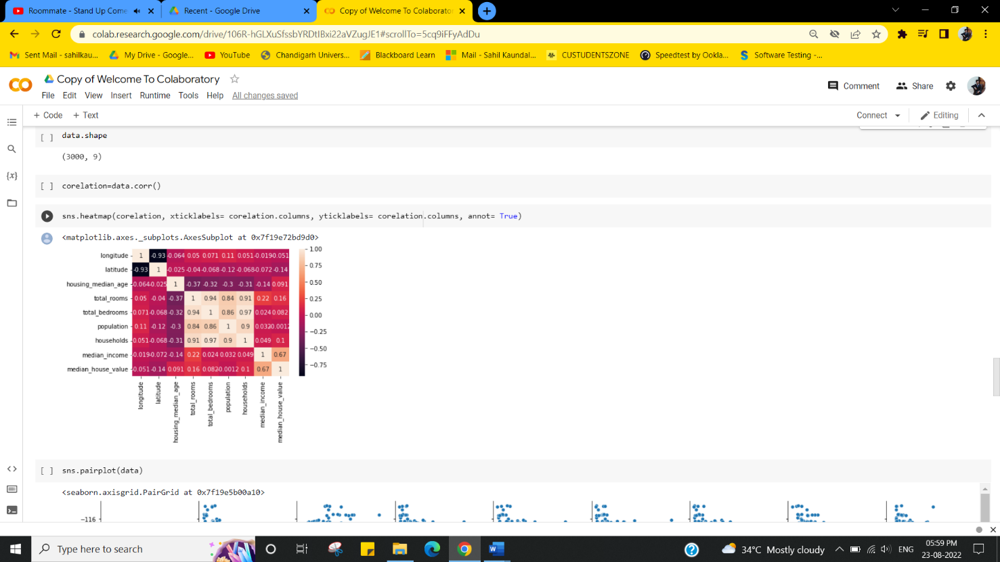 Roommate - Stand Up Come
Recent - Google Drive
Copy of Welcome To Colaborator
colab.research.google.com/drive/106R-hGLXuSfssbYRDtIBxi22aVZugJE1#scrollTo=5cq9iFFyAdDu
Sent Mail - sahilkau... My Drive - Google... YouTube Chandigarh Univers... Blackboard Learn Mail - Sahil Kaundal... CUSTUDENTSZONE Speedtest by Ookla... Software Testing -...
Copy of Welcome To Colaboratory
Comment Share
File Edit View Insert Runtime Tools Help All changes saved
+ Code + Text Connect Editing
[ ] data.shape
(3000, 9)
{x}
[ ] corelation=data.corr()
sns.heatmap(corelation, xticklabels= corelation.columns, yticklabels= corelation.columns, annot= True)
<matplotlib.axes._subplots.AxesSubplot at 0x7f19e72bd9d0>
longitude 1 -0.93 -0.064 0.05 0.071 0.11 0.051 -0.019 -0.051
latitude -0.93 1 -0.025 -0.04 -0.068 -0.12 -0.068 -0.072 -0.14
housing_median_age -0.064 -0.025 1 -0.37 -0.32 -0.3 -0.31 -0.14 0.091
total_rooms 0.05 -0.04 -0.37 1 0.94 0.84 0.91 0.22 0.16
total_bedrooms 0.071 -0.068 -0.32 0.94 1 0.86 0.97 0.024 0.082
population 0.11 -0.12 -0.3 0.84 0.86 1 0.9 0.032 -0.0012
households 0.051 -0.068 -0.31 0.91 0.97 0.9 1 0.049 0.1
median_income -0.019 -0.072 -0.14 0.22 0.024 0.032 0.049 1 0.67
median_house_value -0.051 -0.14 0.091 0.16 0.082 -0.0012 0.1 0.67 1
1.00
0.75
0.50
0.25
0.00
−0.25
−0.50
−0.75
longitude
latitude
housing_median_age
total_rooms
total_bedrooms
population
households
median_income
median_house_value
[ ] sns.pairplot(data)
<seaborn.axisgrid.PairGrid at 0x7f19e5b00a10>
−116
Type here to search
34°C Mostly cloudy
ENG
05:59 PM
23-08-2022